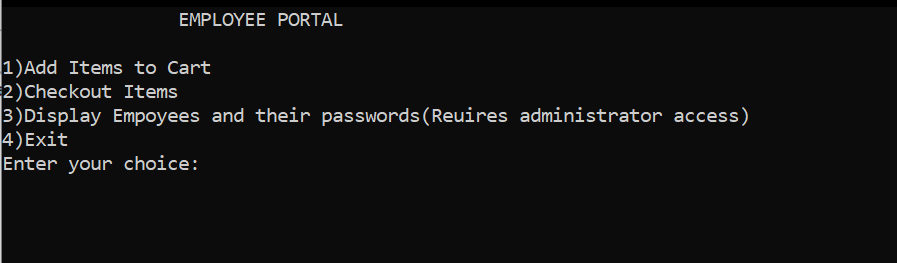 EMPLOYEE PORTAL
1)Add Items to Cart
2)Checkout Items
3)Display Empoyees and their passwords(Reuires administrator access)
4)Exit
Enter your choice: